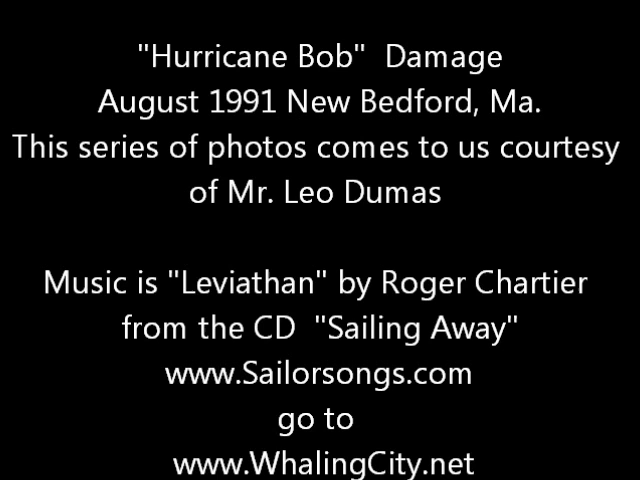 "Hurricane Bob"  Damage
August 1991 New Bedford, Ma.
This series of photos comes to us courtesy
of Mr. Leo Dumas
Music is "Leviathan" by Roger Chartier
from the CD  "Sailing Away"
www.Sailorsongs.com
go to
www.WhalingCity.net